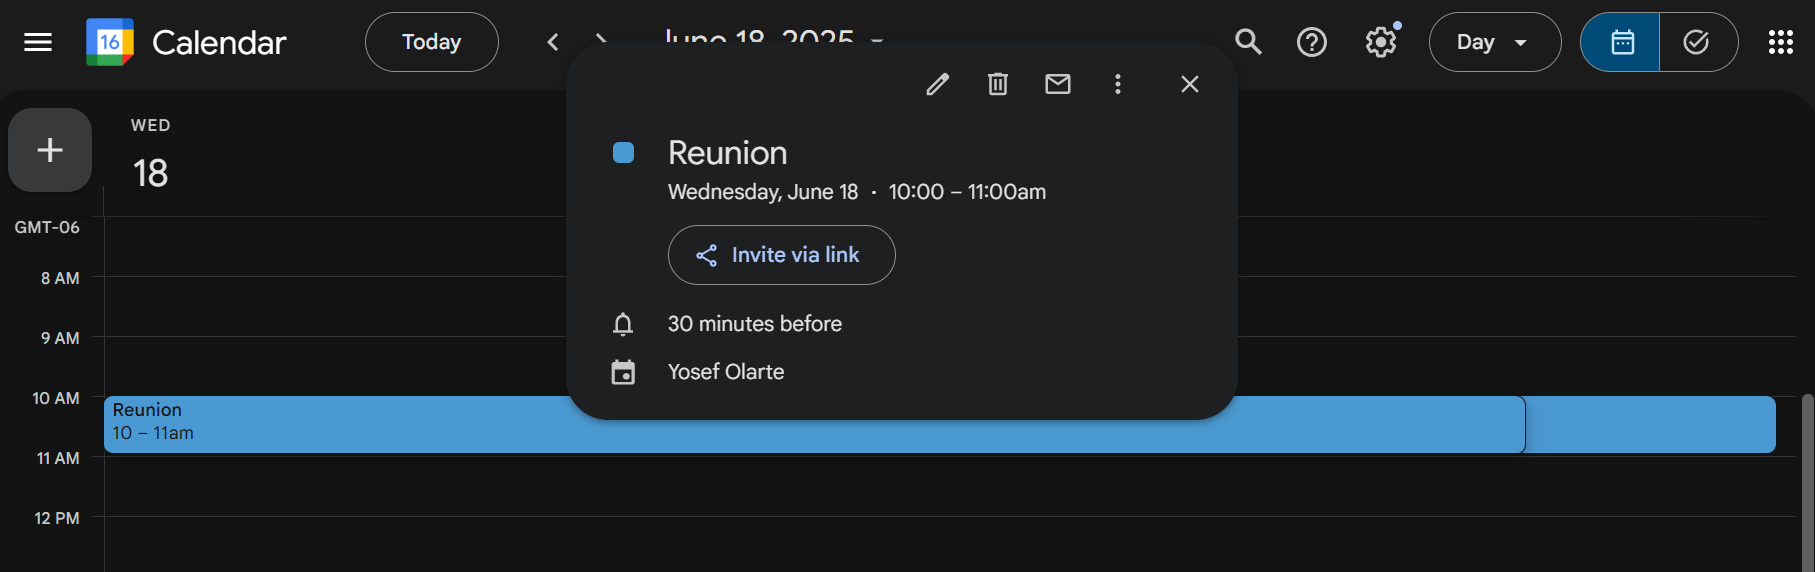 16 Calendar
Today
June 18, 2025
Day
WED
18
GMT-06
8 AM
9 AM
10 AM
11 AM
12 PM
Reunion
Wednesday, June 18 · 10:00 – 11:00am
Invite via link
30 minutes before
Yosef Olarte
Reunion
10 – 11am